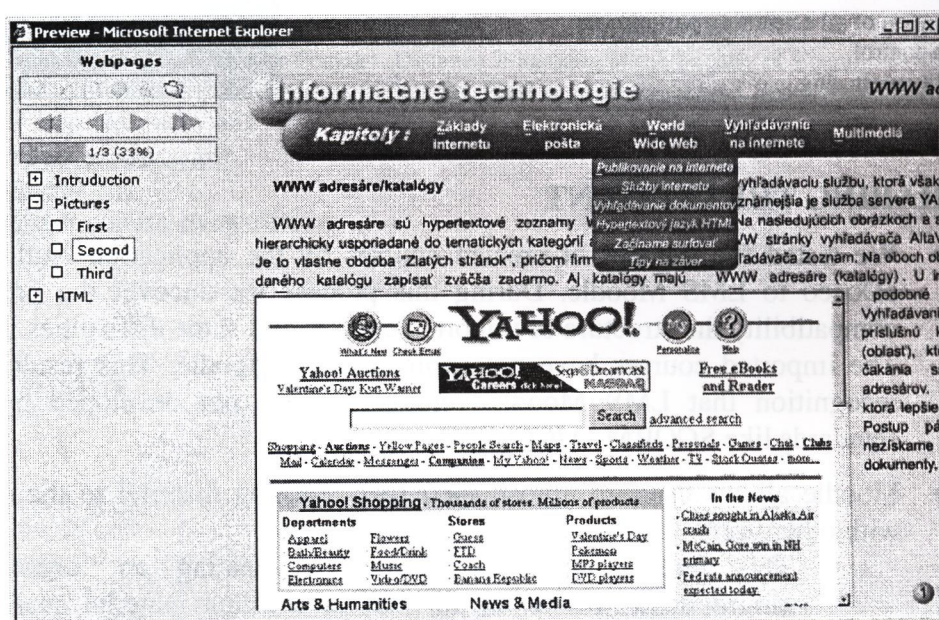 Preview - Microsoft Internet Explorer
Webpages
1/3 (33%)
Intruduction
Pictures
First
Second
Third
HTML
Informačné technológie
WWW ad
Kapitoly :
Základy internetu
Elektronická pošta
World Wide Web
Vyhľadávanie na internete
Multimédiá
Publikovanie na internete
Služby internetu
Vyhľadávanie dokumentov
Hypertextový jazyk HTML
Začíname surfovať
Tipy na záver
WWW adresáre/katalógy
WWW adresáre sú hypertextové zoznamy W
hierarchicky usporiadané do tematických kategórií a
Je to vlastne obdoba "Zlatých stránok", pričom firm
daného katalógu zapísať zväčša zadarmo. Aj katalógy majú
vyhľadávaciu službu, ktorá však
známejšia je služba servera YA
Na nasledujúcich obrázkoch a s
WW stránky vyhľadávača AltaV
ľadávača Zoznam. Na oboch ob
WWW adresáre (katalógy). U in
podobné
Vyhľadávani
príslušnú k
(oblasť), kto
čakania s
adresárov.
ktorá lepšie
Postup pá
nezískame
dokumenty,
What's New
Check Email
YAHOO!
Personalize
Help
Yahoo! Auctions
Valentine's Day, Kurt Warner
YAHOO! Careers click here!
Sega Dreamcast
NASDAQ
Free eBooks
and Reader
Search
advanced search
Shopping - Auctions - Yellow Pages - People Search - Maps - Travel - Classifieds - Personals - Games - Chat - Clubs
Mail - Calendar - Messenger - Companion - My Yahoo! - News - Sports - Weather - TV - Stock Quotes - more...
Yahoo! Shopping - Thousands of stores. Millions of products.
Departments
Stores
Products
Apparel
Flowers
Guess
Valentine's Day
Bath/Beauty
Food/Drink
FTD
Pokemon
Computers
Music
Coach
MP3 players
Electronics
Video/DVD
Banana Republic
DVD players
In the News
Clues sought in Alaska Air
crash
McCain, Gore win in NH
primary
Fed rate announcement
expected today
Arts & Humanities
News & Media